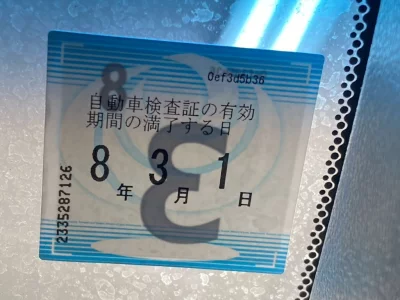 0ef3d5b36
自動車検査証の有効
期間の満了する日
8年 3月 1日
2335287126